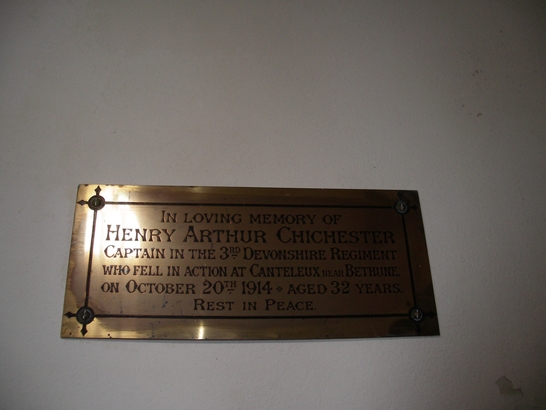 IN LOVING MEMORY OF
HENRY ARTHUR CHICHESTER
CAPTAIN IN THE 3RD DEVONSHIRE REGIMENT
WHO FELL IN ACTION AT CANTELEUX NEAR BETHUNE,
ON OCTOBER 20TH 1914 ⋄ AGED 32 YEARS.
REST IN PEACE.